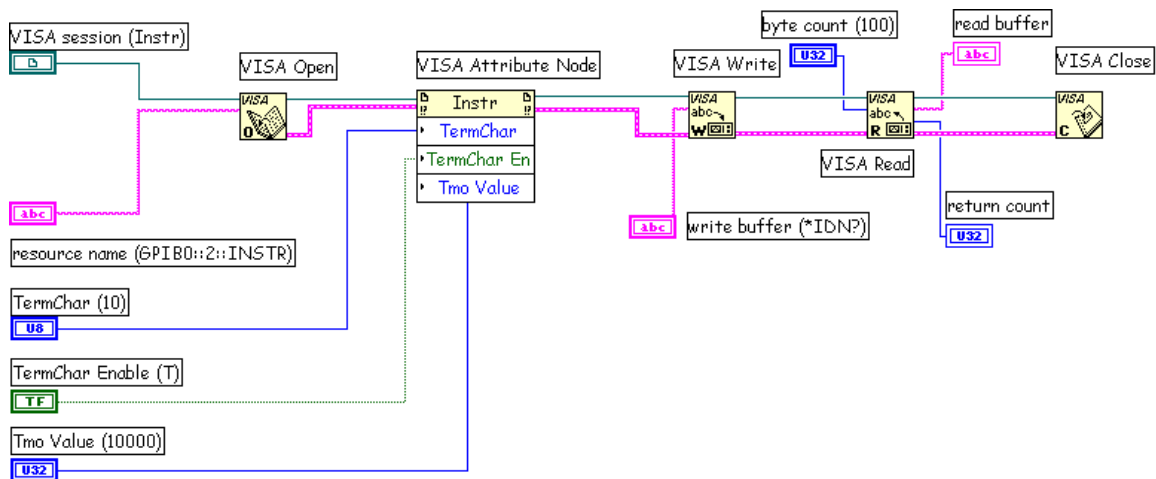 VISA session (Instr)
VISA Open
VISA
O
abc
resource name (GPIB0::2::INSTR)
TermChar (10)
U8
TermChar Enable (T)
TF
Tmo Value (10000)
U32
VISA Attribute Node
Instr
!?
!?
TermChar
TermChar En
Tmo Value
VISA Write
VISA
abc
W
abc
write buffer (*IDN?)
byte count (100)
U32
VISA
abc
R
VISA Read
read buffer
abc
return count
U32
VISA Close
VISA
C